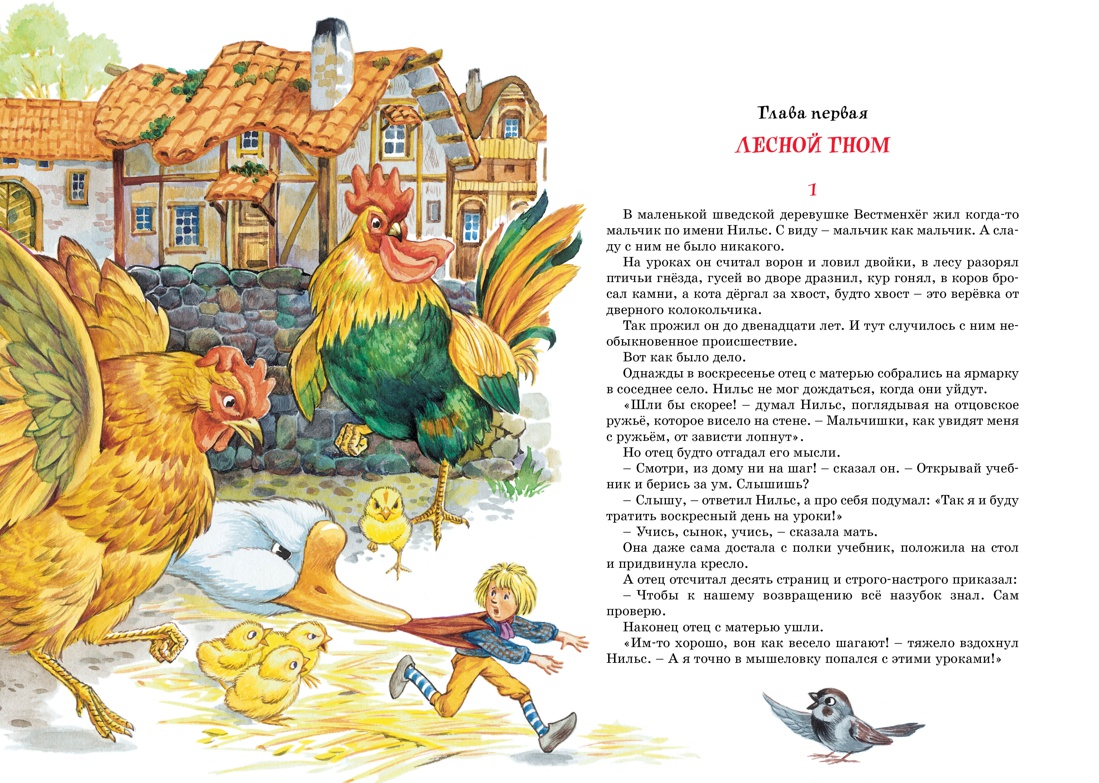 Глава первая
ЛЕСНОЙ ГНОМ
1
В маленькой шведской деревушке Вестменхёг жил когда-то
мальчик по имени Нильс. С виду – мальчик как мальчик. А сла-
ду с ним не было никакого.
На уроках он считал ворон и ловил двойки, в лесу разорял
птичьи гнёзда, гусей во дворе дразнил, кур гонял, в коров бро-
сал камни, а кота дёргал за хвост, будто хвост – это верёвка от
дверного колокольчика.
Так прожил он до двенадцати лет. И тут случилось с ним не-
обыкновенное происшествие.
Вот как было дело.
Однажды в воскресенье отец с матерью собрались на ярмарку
в соседнее село. Нильс не мог дождаться, когда они уйдут.
«Шли бы скорее! – думал Нильс, поглядывая на отцовское
ружьё, которое висело на стене. – Мальчишки, как увидят меня
с ружьём, от зависти лопнут».
Но отец будто отгадал его мысли.
– Смотри, из дому ни на шаг! – сказал он. – Открывай учеб-
ник и берись за ум. Слышишь?
– Слышу, – ответил Нильс, а про себя подумал: «Так я и буду
тратить воскресный день на уроки!»
– Учись, сынок, учись, – сказала мать.
Она даже сама достала с полки учебник, положила на стол
и придвинула кресло.
А отец отсчитал десять страниц и строго-настрого приказал:
– Чтобы к нашему возвращению всё назубок знал. Сам
проверю.
Наконец отец с матерью ушли.
«Им-то хорошо, вон как весело шагают! – тяжело вздохнул
Нильс. – А я точно в мышеловку попался с этими уроками!»